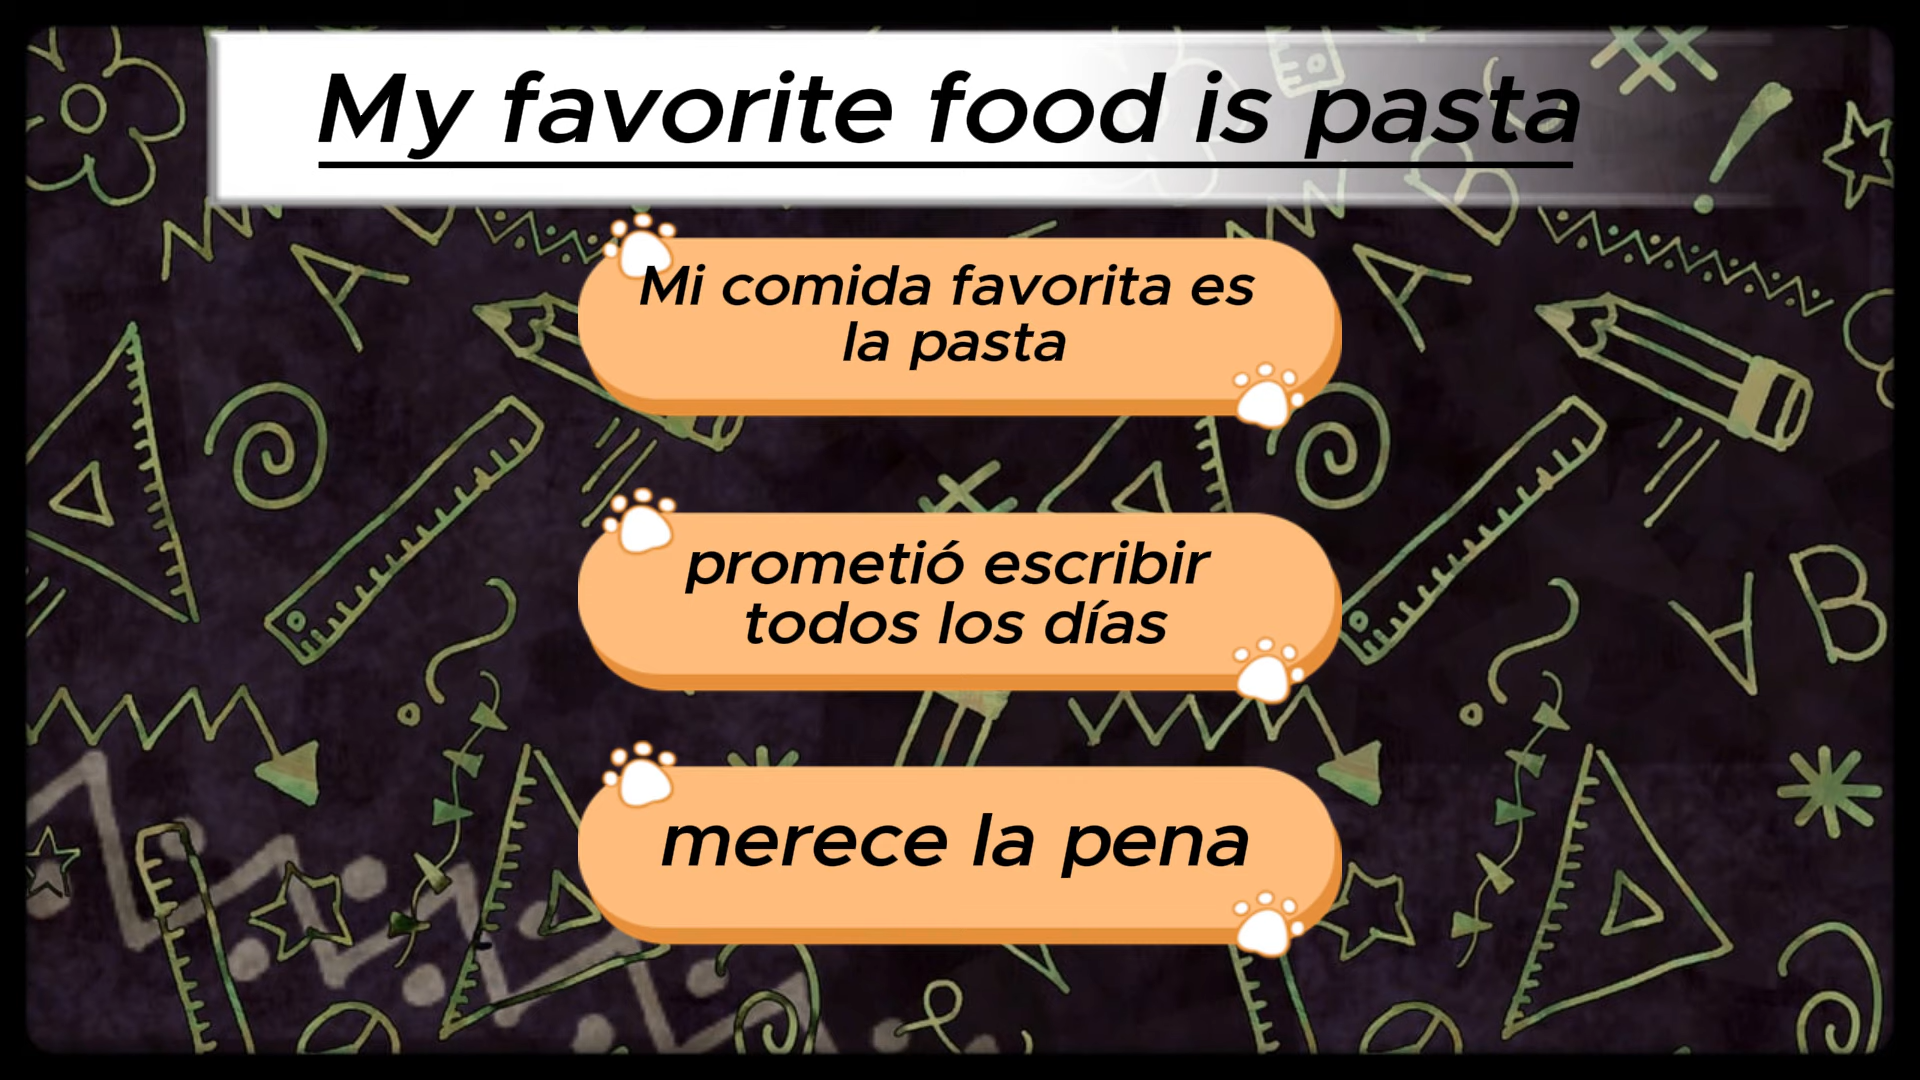 My favorite food is pasta
Mi comida favorita es
la pasta
prometió escribir
todos los días
merece la pena